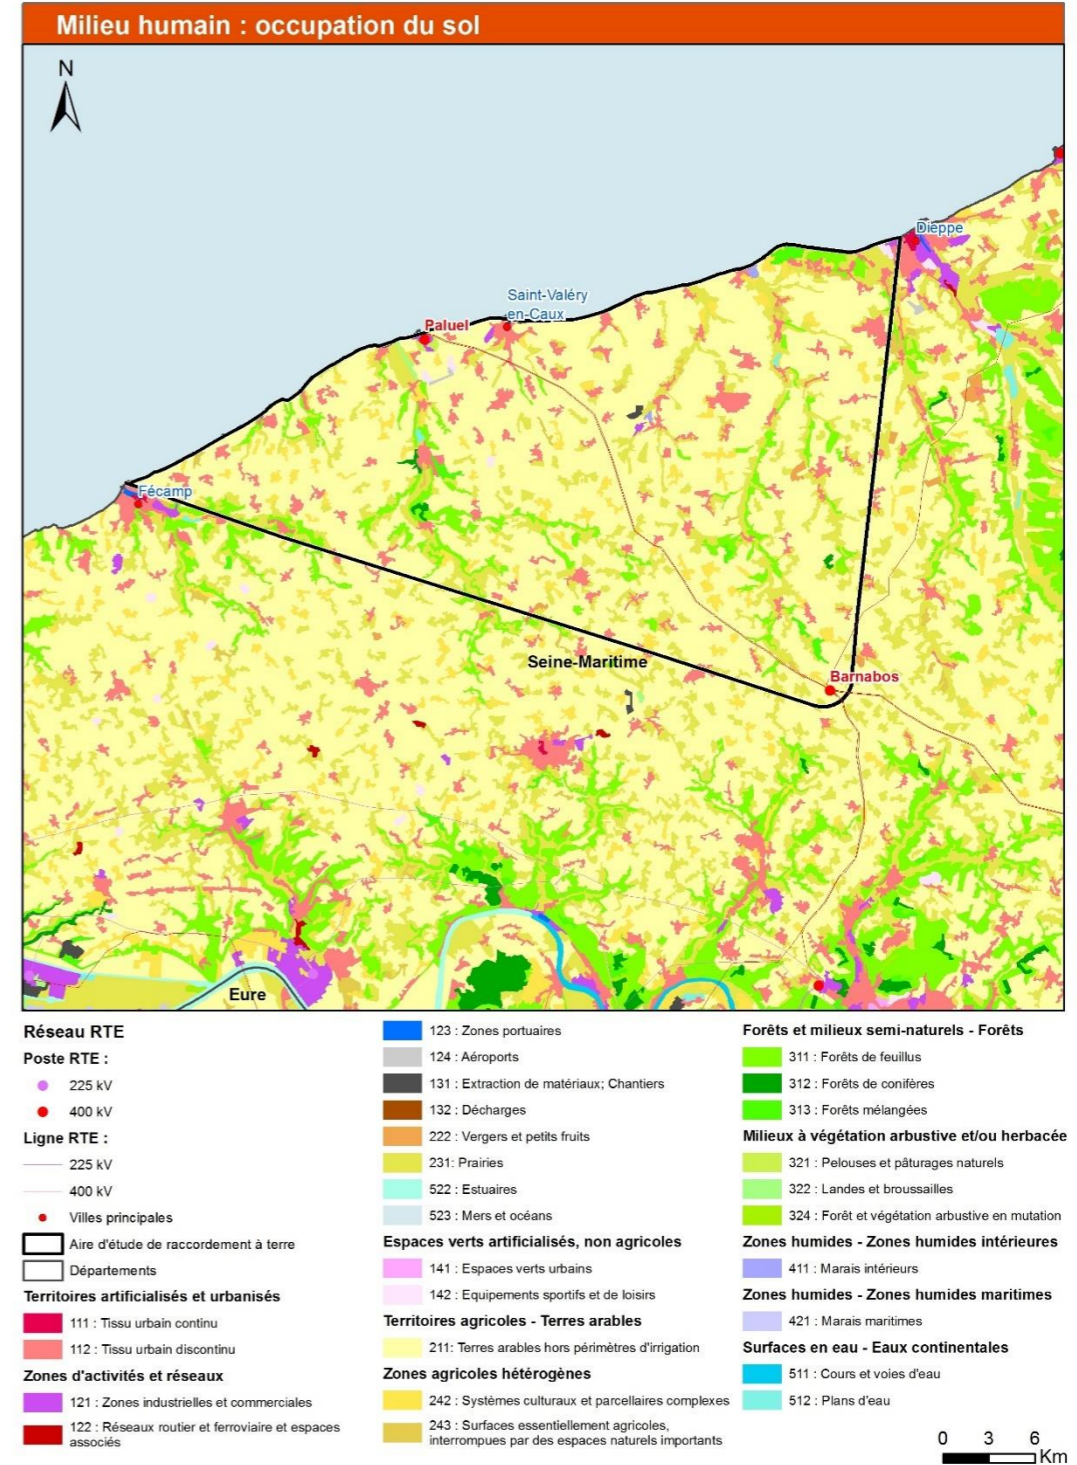 Milieu humain : occupation du sol
N
Dieppe
Saint-Valéry
en-Caux
Paluel
Fécamp
Seine-Maritime
Barnabos
Eure
Réseau RTE
Poste RTE :
225 kV
400 kV
Ligne RTE :
225 kV
400 kV
Villes principales
Aire d'étude de raccordement à terre
Départements
Territoires artificialisés et urbanisés
111 : Tissu urbain continu
112 : Tissu urbain discontinu
Zones d'activités et réseaux
121 : Zones industrielles et commerciales
122 : Réseaux routier et ferroviaire et espaces
associés
123 : Zones portuaires
124 : Aéroports
131 : Extraction de matériaux; Chantiers
132 : Décharges
222 : Vergers et petits fruits
231: Prairies
522 : Estuaires
523 : Mers et océans
Espaces verts artificialisés, non agricoles
141 : Espaces verts urbains
142 : Equipements sportifs et de loisirs
Territoires agricoles - Terres arables
211: Terres arables hors périmètres d'irrigation
Zones agricoles hétérogènes
242 : Systèmes culturaux et parcellaires complexes
243 : Surfaces essentiellement agricoles,
interrompues par des espaces naturels importants
Forêts et milieux semi-naturels - Forêts
311 : Forêts de feuillus
312 : Forêts de conifères
313 : Forêts mélangées
Milieux à végétation arbustive et/ou herbacée
321 : Pelouses et pâturages naturels
322 : Landes et broussailles
324 : Forêt et végétation arbustive en mutation
Zones humides - Zones humides intérieures
411 : Marais intérieurs
Zones humides - Zones humides maritimes
421 : Marais maritimes
Surfaces en eau - Eaux continentales
511 : Cours et voies d'eau
512 : Plans d'eau
0 3 6
Km